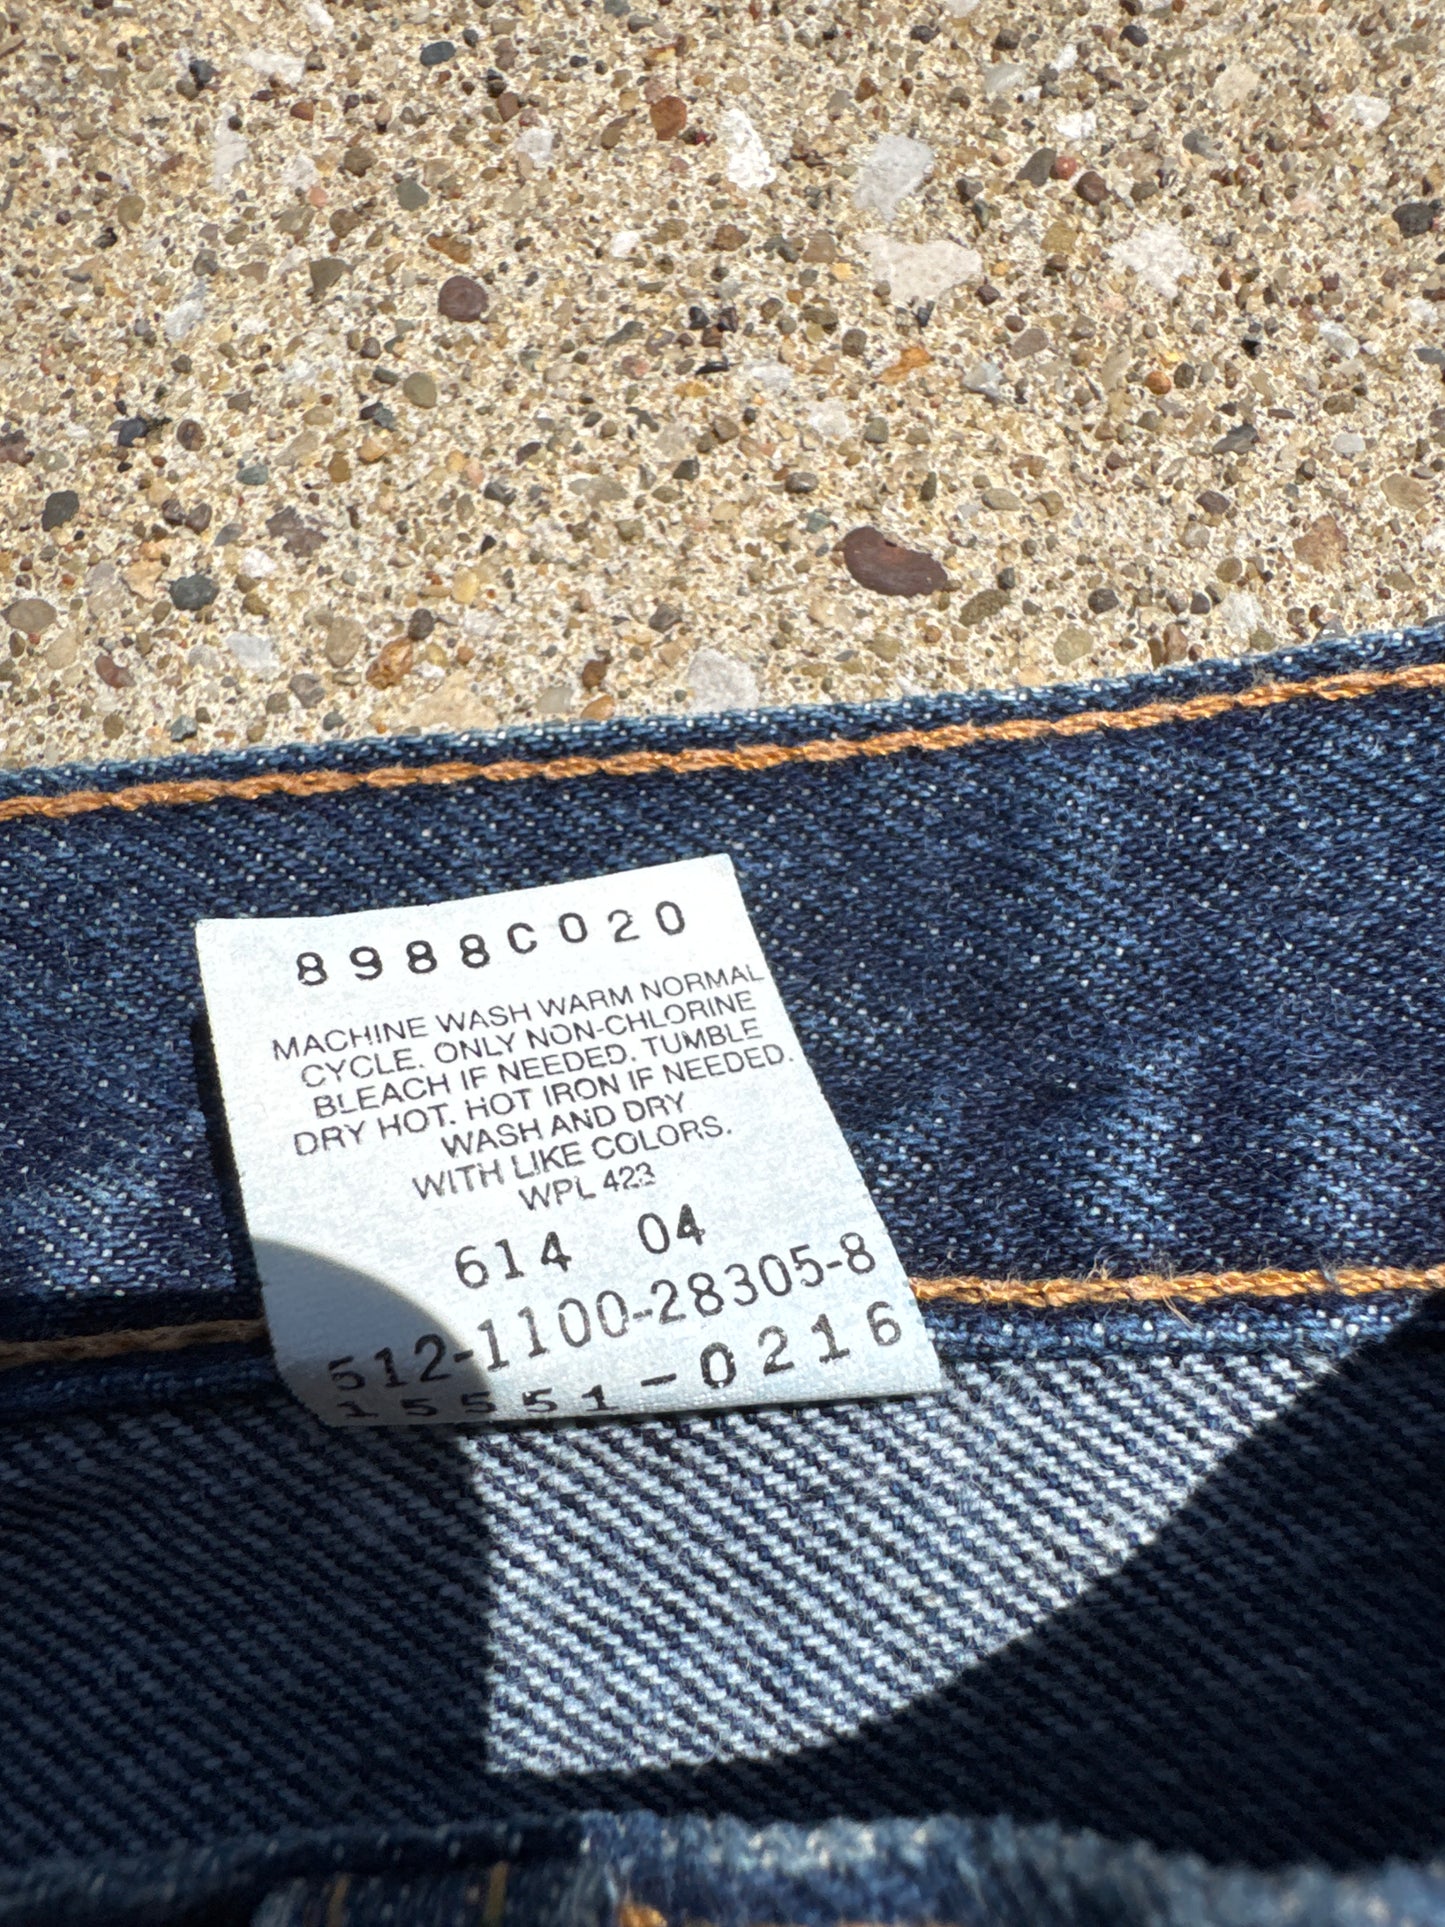 8988C020
MACHINE WASH WARM NORMAL
CYCLE. ONLY NON-CHLORINE
BLEACH IF NEEDED. TUMBLE
DRY HOT. HOT IRON IF NEEDED.
WASH AND DRY
WITH LIKE COLORS.
WPL 423
614 04
512-1100-28305-8
15551-0216